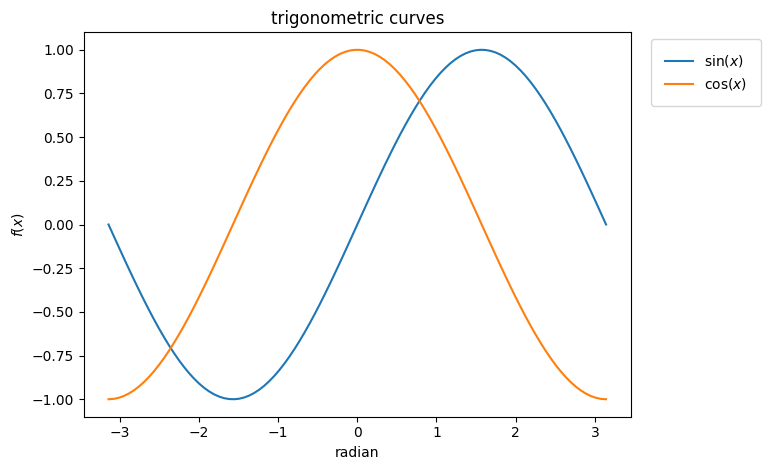 trigonometric curves
sin(x)
cos(x)
1.00
0.75
0.50
0.25
0.00
−0.25
−0.50
−0.75
−1.00
f(x)
−3 −2 −1 0 1 2 3
radian